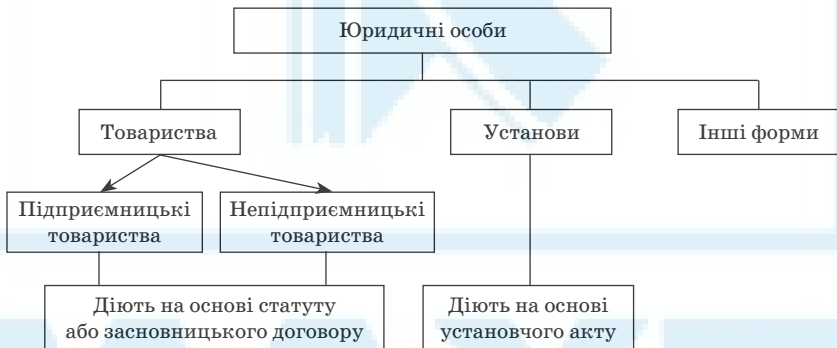 Юридичні особи
Товариства
Установи
Інші форми
Підприємницькі
товариства
Непідприємницькі
товариства
Діють на основі статуту
або засновницького договору
Діють на основі
установчого акту